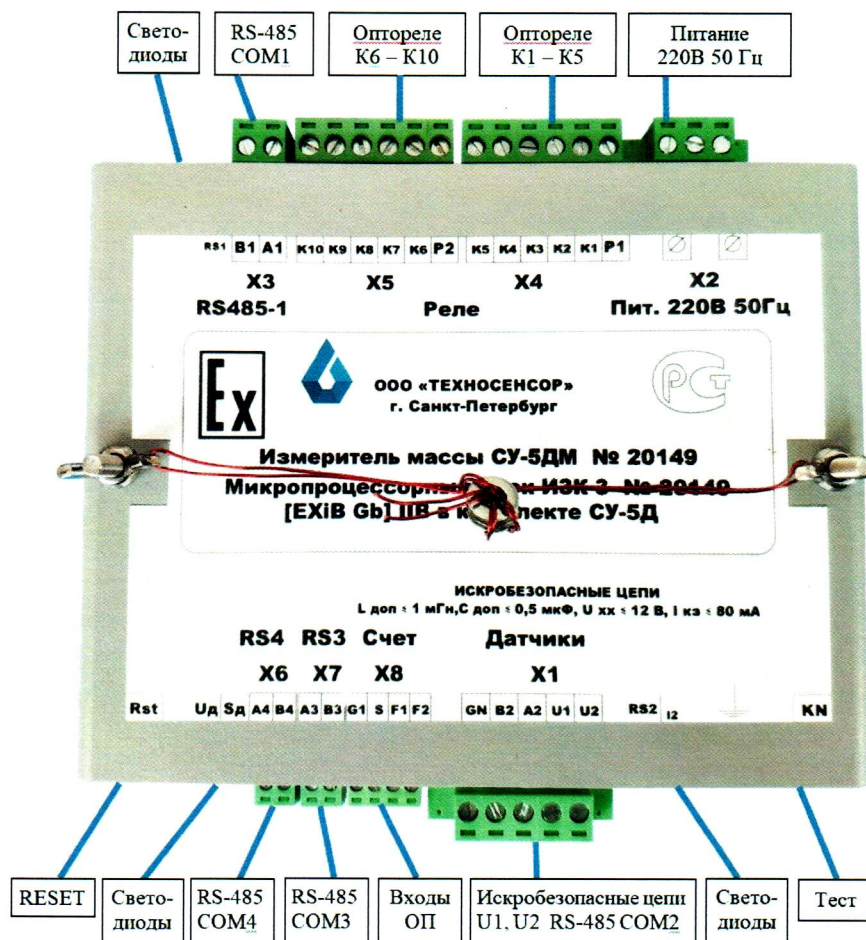 Свето-
диоды
RS-485
COM1
Оптореле
К6 – К10
Оптореле
К1 – К5
Питание
220В 50 Гц
RS1 B1 A1 K10 K9 K8 K7 K6 P2 K5 K4 K3 K2 K1 P1
X3 X5 X4 X2
RS485-1 Реле Пит. 220В 50Гц
Ex
ООО «ТЕХНОСЕНСОР»
г. Санкт-Петербург
РСТ
Измеритель массы СУ-5ДМ № 20149
ИЗК-3 № 20149
[EXiB Gb] IIB в СУ-5Д
ИСКРОБЕЗОПАСНЫЕ ЦЕПИ
L доп ≤ 1 мГн,С доп ≤ 0,5 мкФ, U хх ≤ 12 В, I кз ≤ 80 мА
RS4 RS3 Счет Датчики
X6 X7 X8 X1
Rst Uд Sд A4 B4 A3 B3 G1 S F1 F2 GN B2 A2 U1 U2 RS2 I2 KN
RESET
Свето-
диоды
RS-485
COM4
RS-485
COM3
Входы
ОП
Искробезопасные цепи
U1, U2 RS-485 COM2
Свето-
диоды
Тест